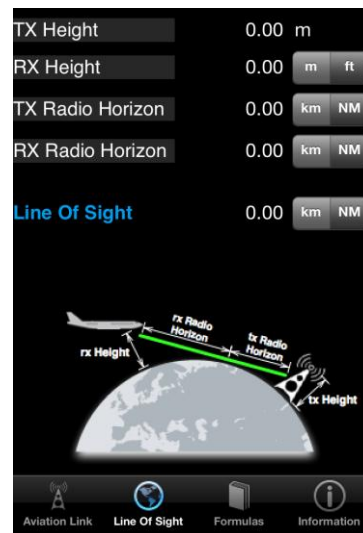 TX Height 0.00 m
RX Height 0.00 m ft
TX Radio Horizon 0.00 km NM
RX Radio Horizon 0.00 km NM
Line Of Sight 0.00 km NM
rx Radio
Horizon
tx Radio
Horizon
rx Height
tx Height
Aviation Link Line Of Sight Formulas Information